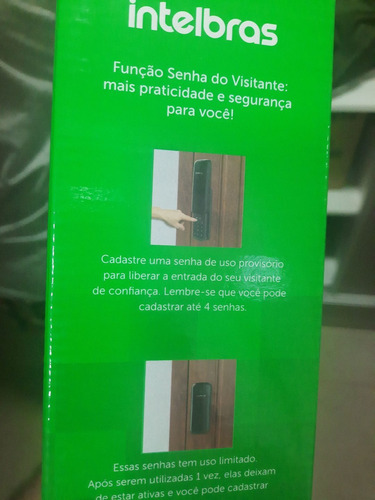 intelbras
Função Senha do Visitante:
mais praticidade e segurança
para você!
Cadastre uma senha de uso provisório
para liberar a entrada do seu visitante
de confiança. Lembre-se que você pode
cadastrar até 4 senhas.
Essas senhas tem uso limitado.
Após serem utilizadas 1 vez, elas deixam
de estar ativas e você pode cadastrar